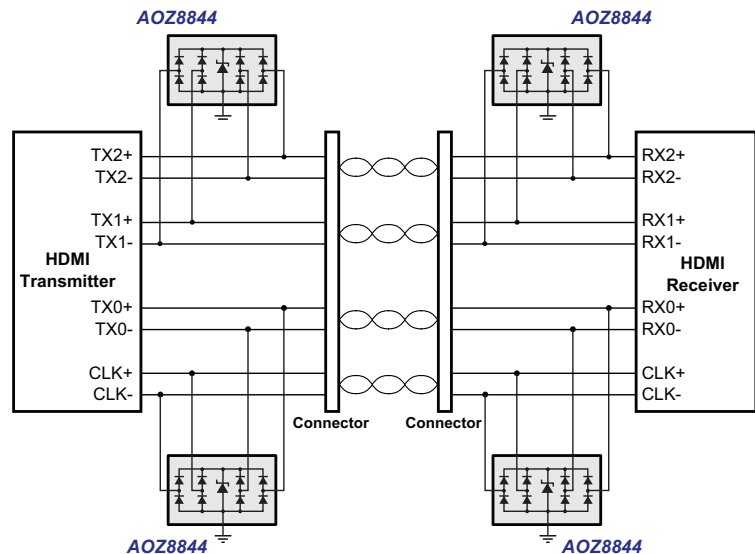 AOZ8844
AOZ8844
TX2+
TX2-
TX1+
TX1-
HDMI
Transmitter
TX0+
TX0-
CLK+
CLK-
RX2+
RX2-
RX1+
RX1-
HDMI
Receiver
RX0+
RX0-
CLK+
CLK-
Connector
Connector
AOZ8844
AOZ8844